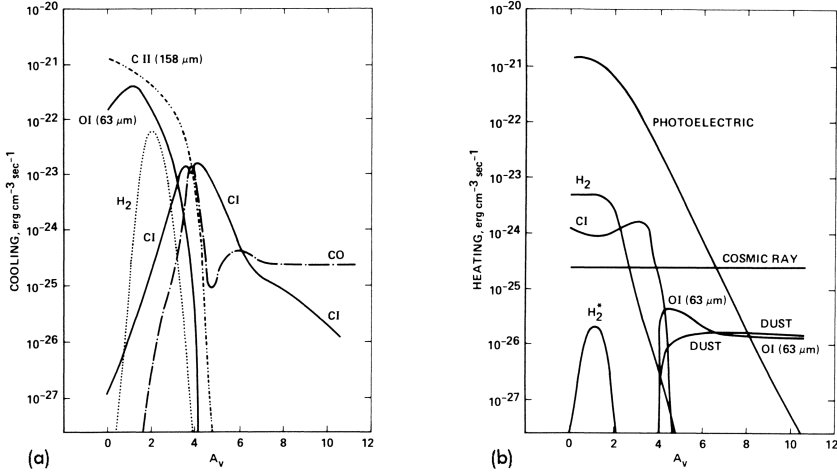 10⁻²⁰
10⁻²¹
10⁻²²
10⁻²³
10⁻²⁴
10⁻²⁵
10⁻²⁶
10⁻²⁷
COOLING, erg cm⁻³ sec⁻¹
C II (158 μm)
OI (63 μm)
H₂
CI
CI
CO
CI
0 2 4 6 8 10 12
Aᵥ
(a)
10⁻²⁰
10⁻²¹
10⁻²²
10⁻²³
10⁻²⁴
10⁻²⁵
10⁻²⁶
10⁻²⁷
HEATING, erg cm⁻³ sec⁻¹
PHOTOELECTRIC
H₂
CI
COSMIC RAY
OI (63 μm)
H₂*
DUST
DUST
OI (63 μm)
0 2 4 6 8 10 12
Aᵥ
(b)